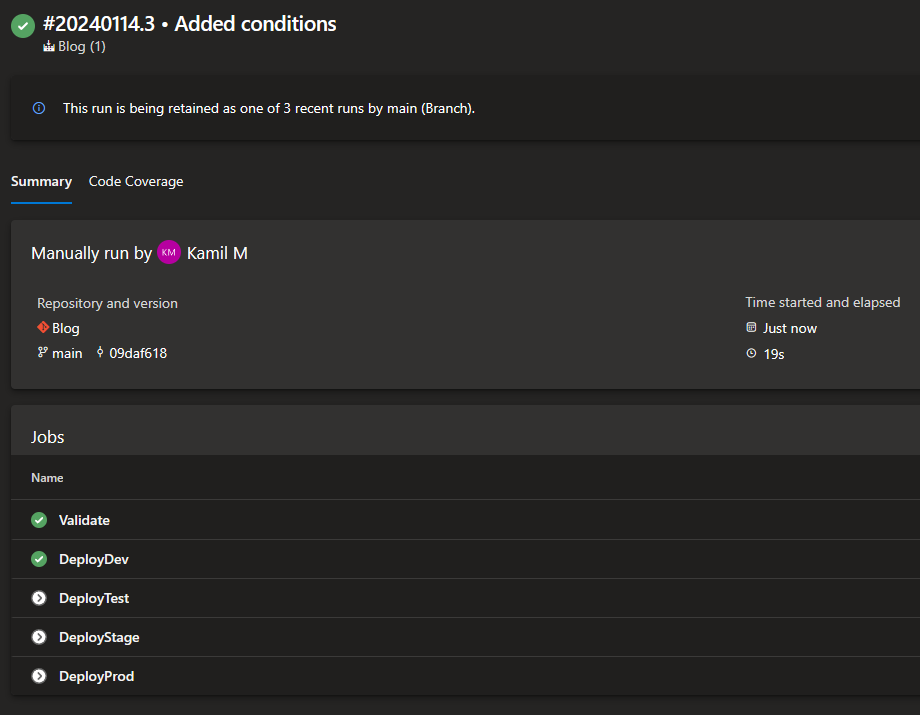 #20240114.3 • Added conditions
Blog (1)
This run is being retained as one of 3 recent runs by main (Branch).
Summary Code Coverage
Manually run by KM Kamil M
Repository and version
Time started and elapsed
Blog
Just now
main 09daf618
19s
Jobs
Name
Validate
DeployDev
DeployTest
DeployStage
DeployProd